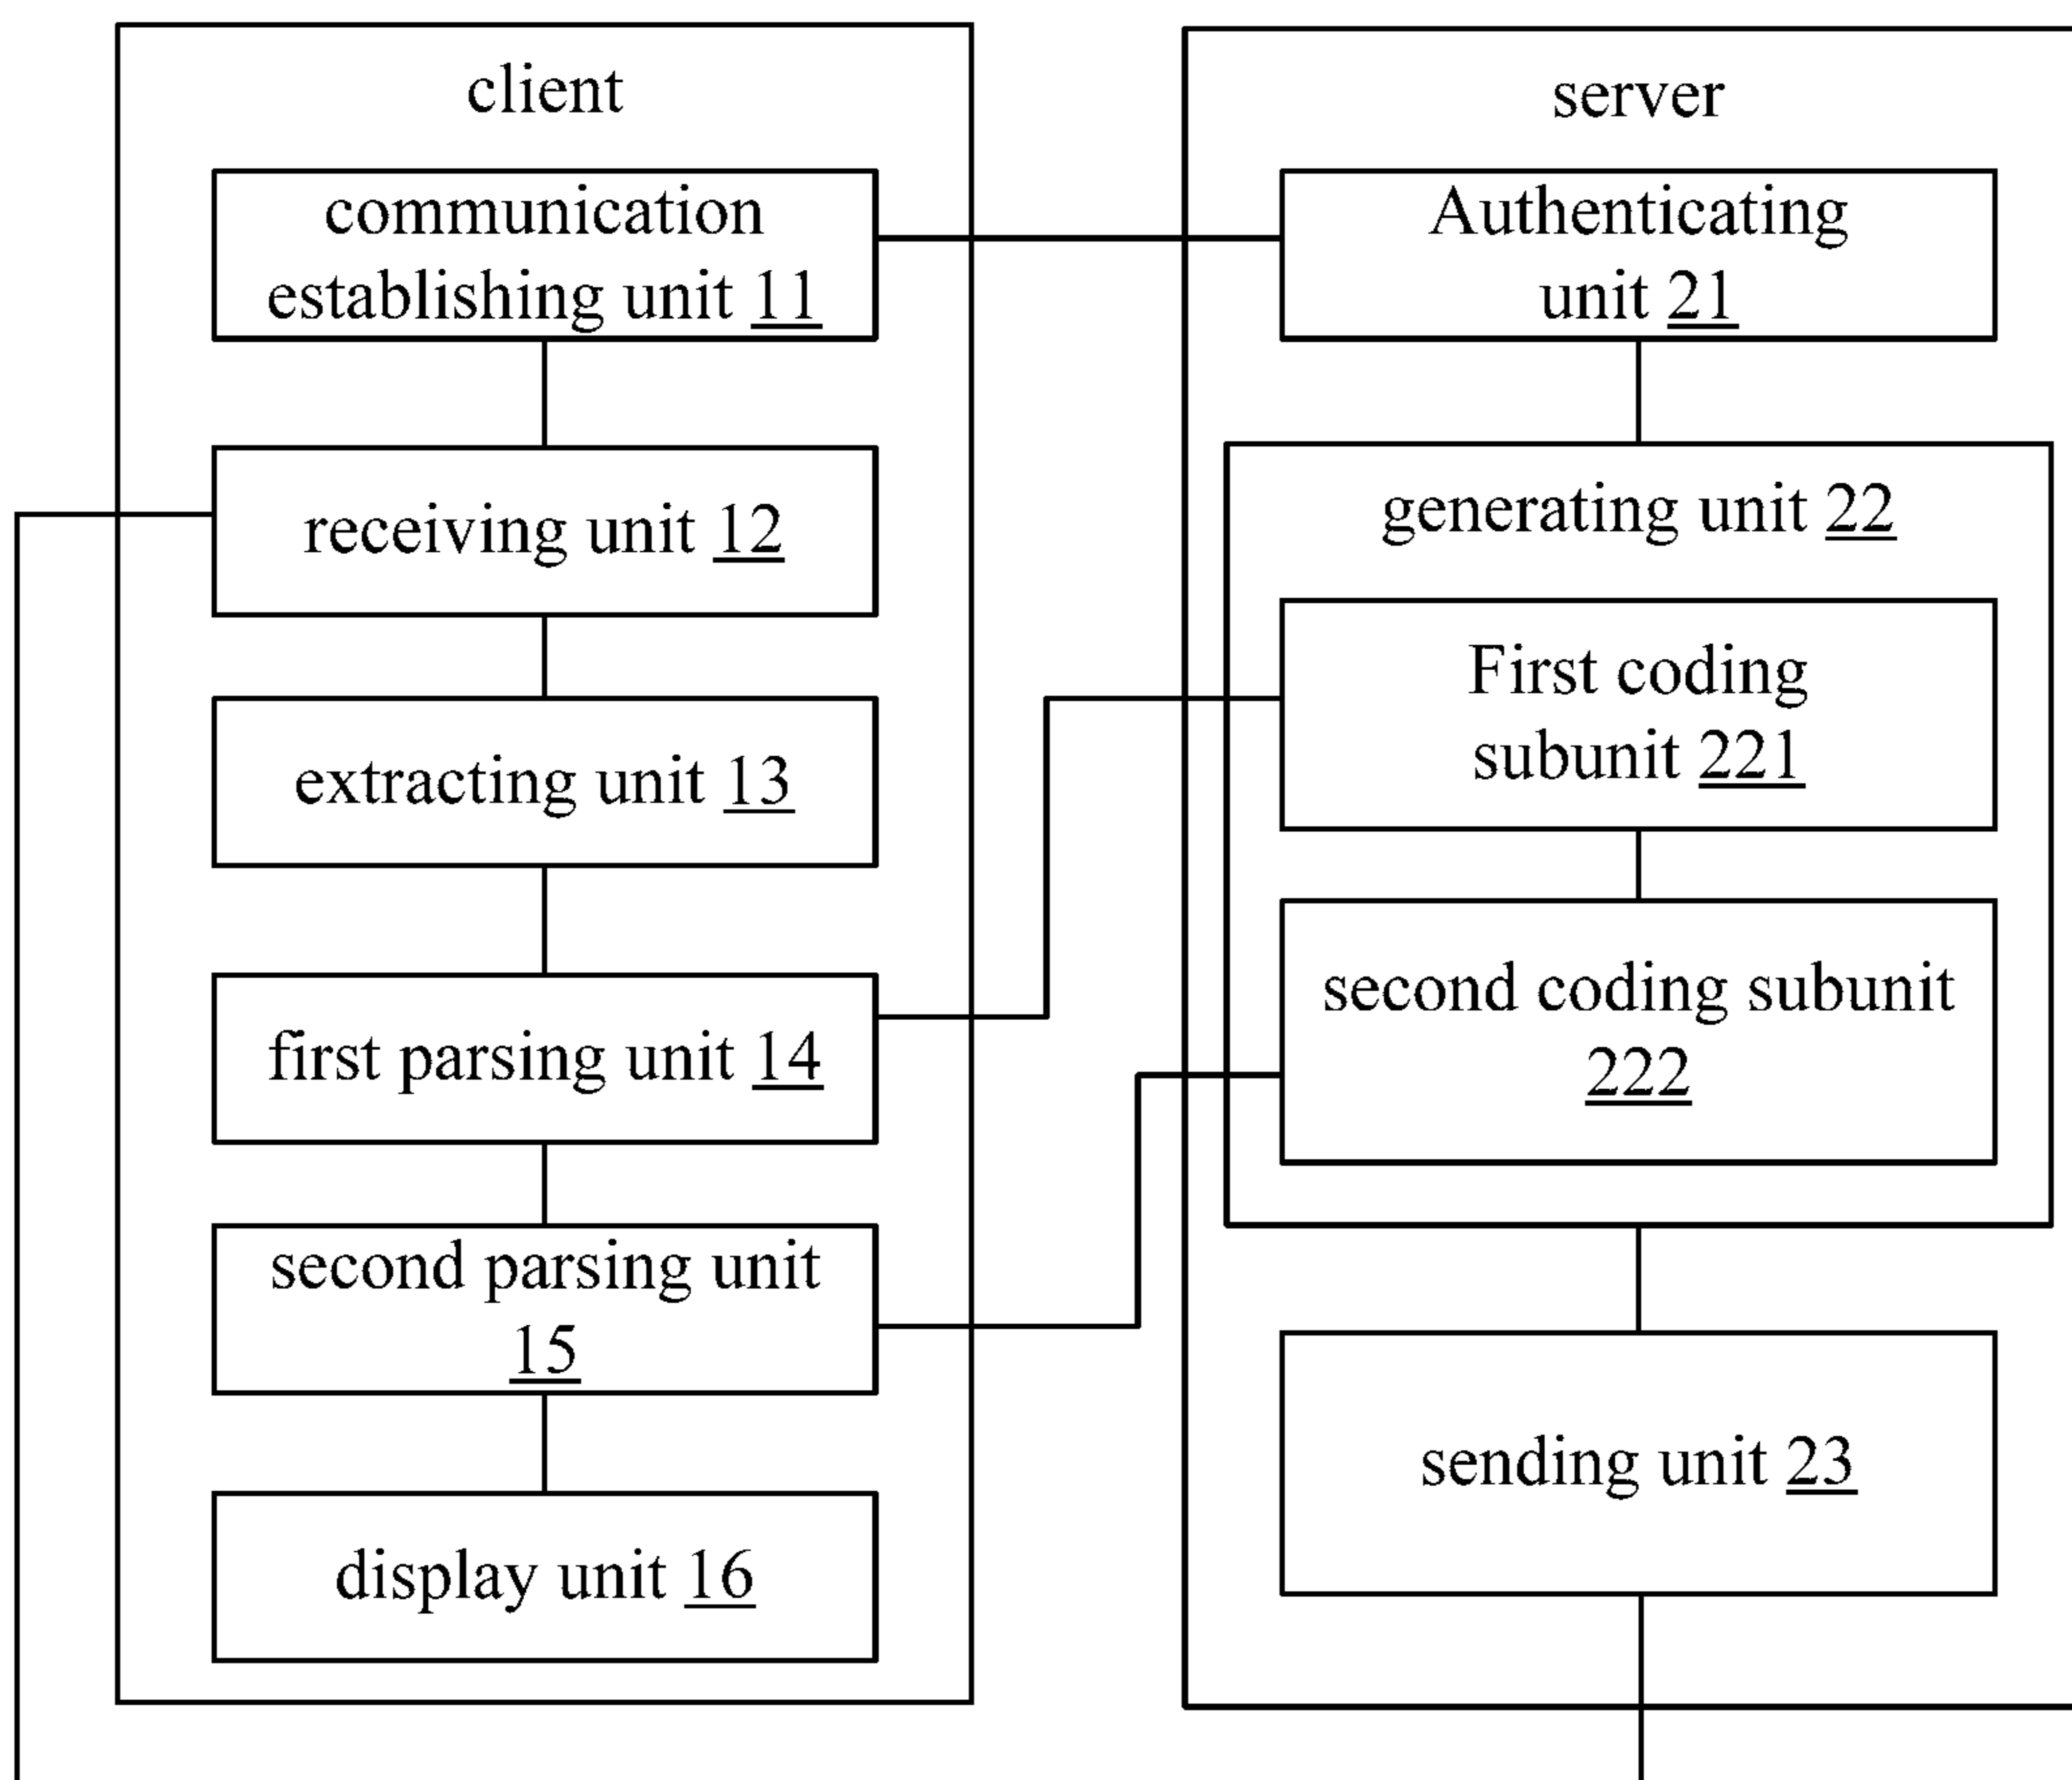 client
communication
establishing unit 11
receiving unit 12
extracting unit 13
first parsing unit 14
second parsing unit
15
display unit 16
server
Authenticating
unit 21
generating unit 22
First coding
subunit 221
second coding subunit
222
sending unit 23